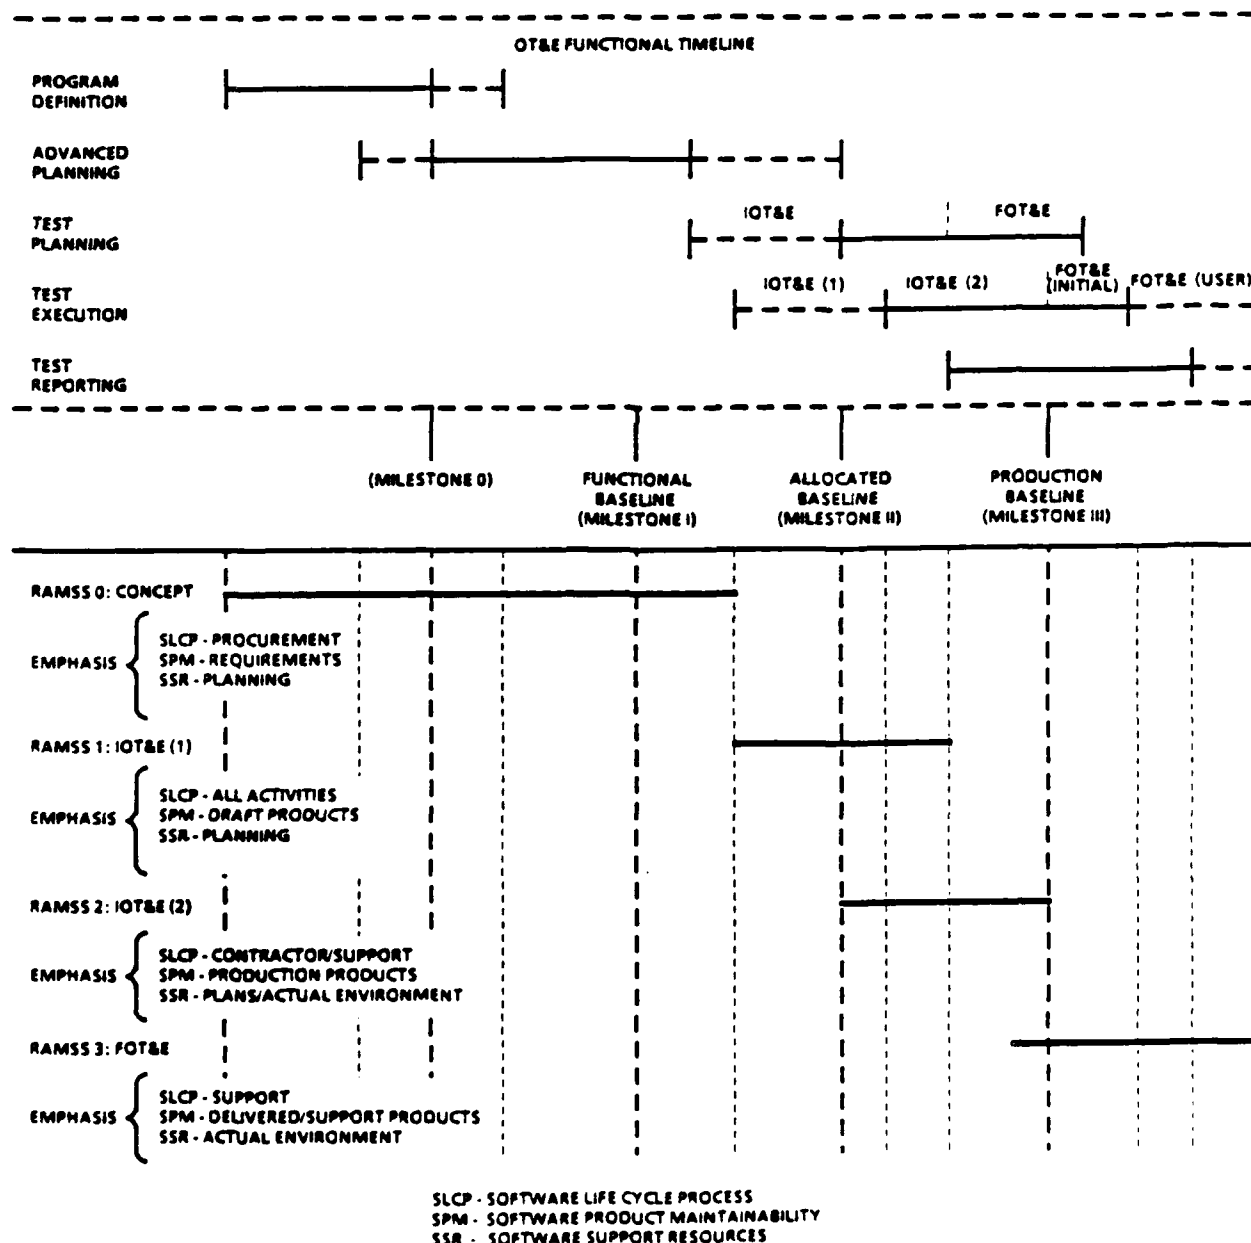 OT&E FUNCTIONAL TIMELINE
PROGRAM
DEFINITION
ADVANCED
PLANNING
TEST
PLANNING
IOT&E
FOT&E
TEST
EXECUTION
IOT&E (1)
IOT&E (2)
FOT&E
(INITIAL)
FOT&E (USER)
TEST
REPORTING
(MILESTONE 0)
FUNCTIONAL
BASELINE
(MILESTONE I)
ALLOCATED
BASELINE
(MILESTONE II)
PRODUCTION
BASELINE
(MILESTONE III)
RAMSS 0: CONCEPT
EMPHASIS
SLCP - PROCUREMENT
SPM - REQUIREMENTS
SSR - PLANNING
RAMSS 1: IOT&E (1)
EMPHASIS
SLCP - ALL ACTIVITIES
SPM - DRAFT PRODUCTS
SSR - PLANNING
RAMSS 2: IOT&E (2)
EMPHASIS
SLCP - CONTRACTOR/SUPPORT
SPM - PRODUCTION PRODUCTS
SSR - PLANS/ACTUAL ENVIRONMENT
RAMSS 3: FOT&E
EMPHASIS
SLCP - SUPPORT
SPM - DELIVERED/SUPPORT PRODUCTS
SSR - ACTUAL ENVIRONMENT
SLCP - SOFTWARE LIFE CYCLE PROCESS
SPM - SOFTWARE PRODUCT MAINTAINABILITY
SSR - SOFTWARE SUPPORT RESOURCES